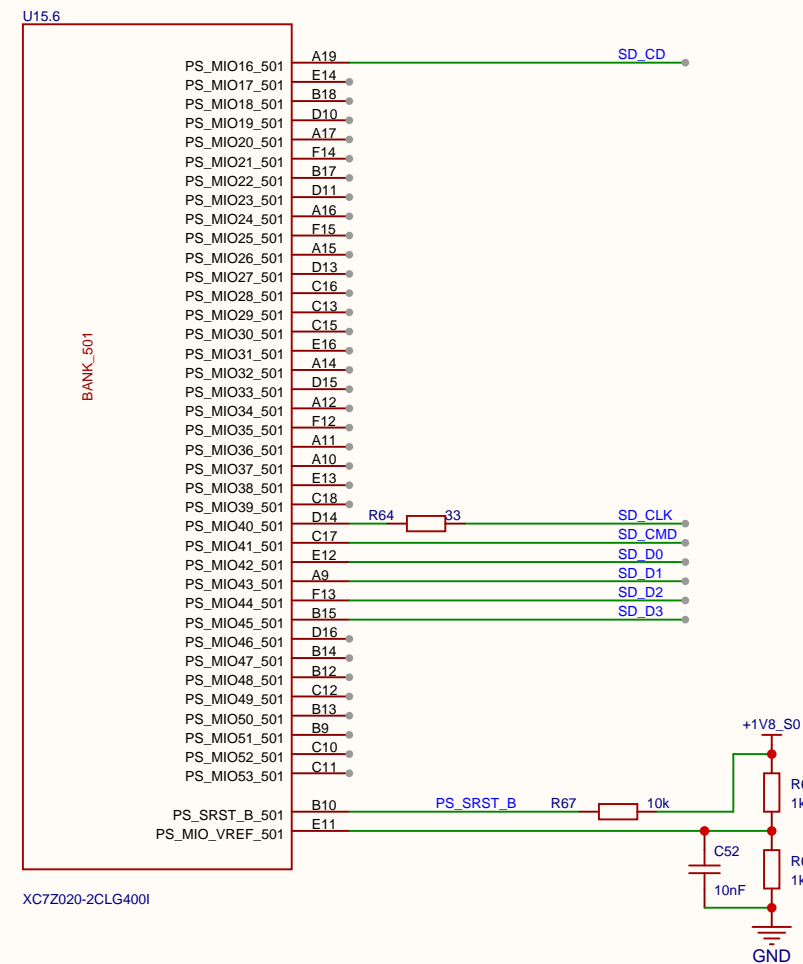 U15.6
PS_MIO16_501 A19 SD_CD
PS_MIO17_501 E14
PS_MIO18_501 B18
PS_MIO19_501 D10
PS_MIO20_501 A17
PS_MIO21_501 F14
PS_MIO22_501 B17
PS_MIO23_501 D11
PS_MIO24_501 A16
PS_MIO25_501 F15
PS_MIO26_501 A15
PS_MIO27_501 D13
PS_MIO28_501 C16
PS_MIO29_501 C13
PS_MIO30_501 C15
PS_MIO31_501 E16
PS_MIO32_501 A14
PS_MIO33_501 D15
PS_MIO34_501 A12
PS_MIO35_501 F12
PS_MIO36_501 A11
PS_MIO37_501 A10
PS_MIO38_501 E13
PS_MIO39_501 C18
PS_MIO40_501 D14 R64 33 SD_CLK
PS_MIO41_501 C17 SD_CMD
PS_MIO42_501 E12 SD_D0
PS_MIO43_501 A9 SD_D1
PS_MIO44_501 F13 SD_D2
PS_MIO45_501 B15 SD_D3
PS_MIO46_501 D16
PS_MIO47_501 B14
PS_MIO48_501 B12
PS_MIO49_501 C12
PS_MIO50_501 B13
PS_MIO51_501 B9
PS_MIO52_501 C10
PS_MIO53_501 C11
BANK_501
+1V8_S0
PS_SRST_B_501 B10 PS_SRST_B R67 10k
PS_MIO_VREF_501 E11
C52
10nF
GND
XC7Z020-2CLG400I